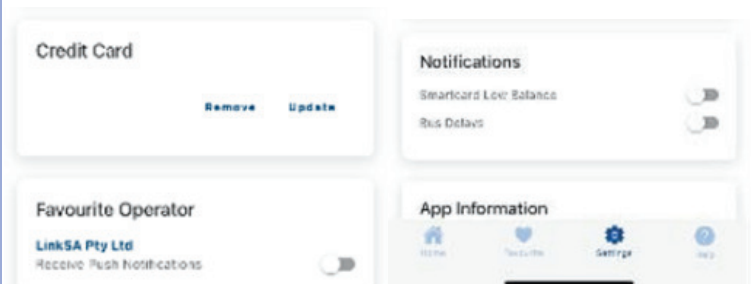 Credit Card
Remove Update
Favourite Operator
LinkSA Pty Ltd
Receive Push Notifications
Notifications
Smartcard Low Balance
Bus Delays
App Information
Home Favourite Settings Help